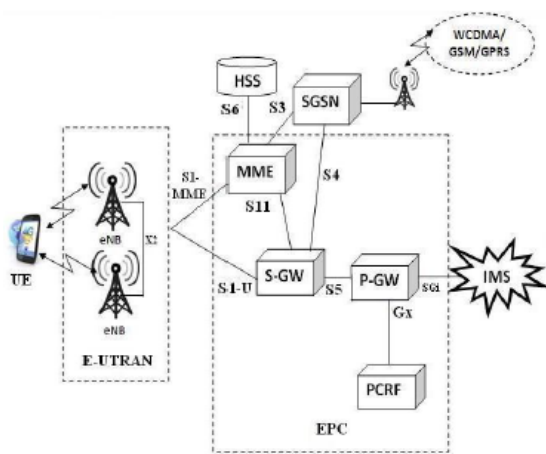 WCDMA/
GSM/GPRS
HSS
SGSN
S6
S3
MME
S1-
MME
S4
S11
eNB
X2
UE
S-GW
P-GW
IMS
S-1-U
S5
SGi
Gx
eNB
E-UTRAN
PCRF
EPC